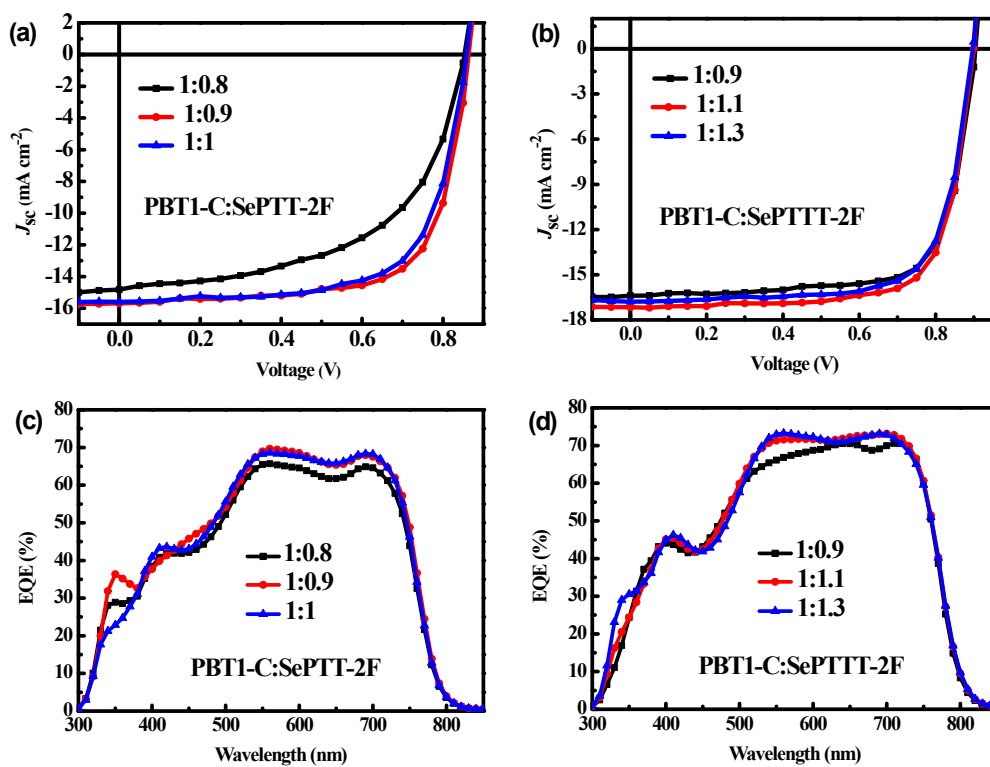 (a)
2
0
-2
-4
-6
-8
-10
-12
-14
-16
J_sc (mA cm⁻²)
1:0.8
1:0.9
1:1
PBT1-C:SePTT-2F
0.0 0.2 0.4 0.6 0.8
Voltage (V)
(b)
0
-3
-6
-9
-12
-15
-18
J_sc (mA cm⁻²)
1:0.9
1:1.1
1:1.3
PBT1-C:SePTTT-2F
0.0 0.2 0.4 0.6 0.8
Voltage (V)
(c)
80
70
60
50
40
30
20
10
0
EQE (%)
1:0.8
1:0.9
1:1
PBT1-C:SePTT-2F
300 400 500 600 700 800
Wavelength (nm)
(d)
80
70
60
50
40
30
20
10
0
EQE (%)
1:0.9
1:1.1
1:1.3
PBT1-C:SePTTT-2F
300 400 500 600 700 800
Wavelength (nm)